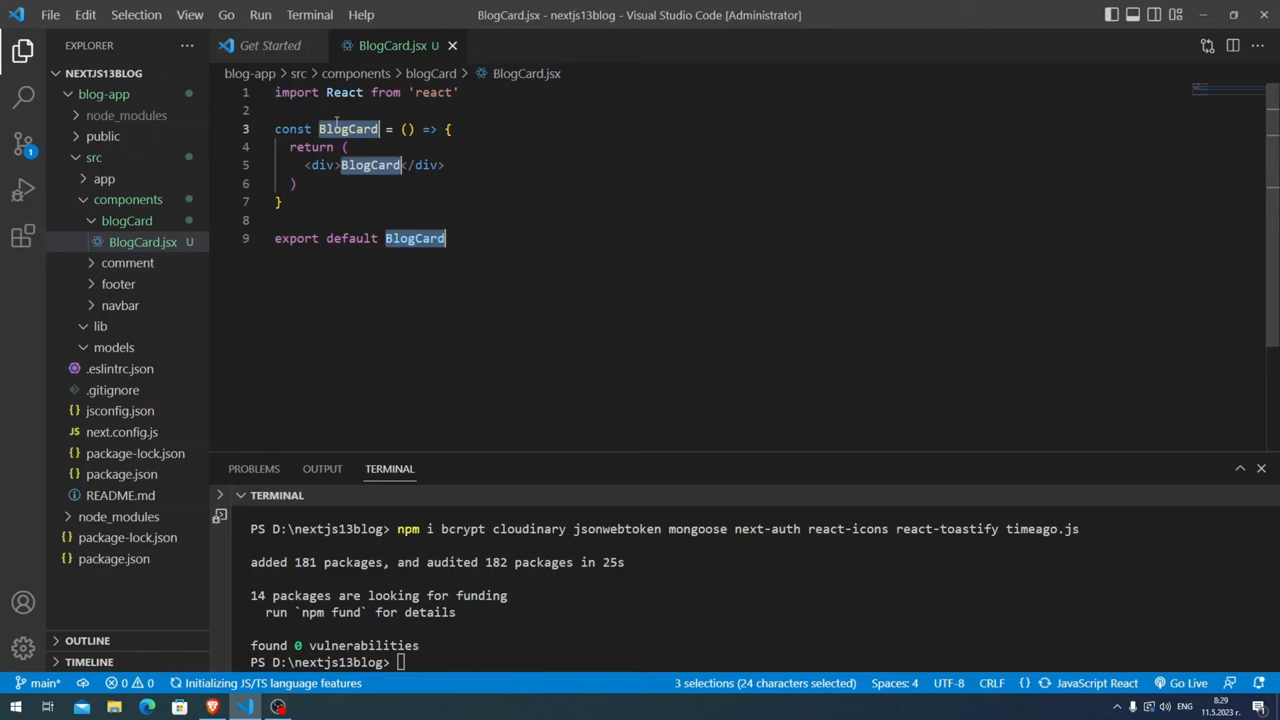 File Edit Selection View Go Run Terminal Help
BlogCard.jsx - nextjs13blog - Visual Studio Code [Administrator]
EXPLORER
Get Started
BlogCard.jsx U
NEXTJS13BLOG
blog-app > src > components > blogCard > BlogCard.jsx
blog-app
node_modules
public
src
app
components
blogCard
BlogCard.jsx U
comment
footer
navbar
lib
models
.eslintrc.json
.gitignore
jsconfig.json
next.config.js
package-lock.json
package.json
README.md
node_modules
package-lock.json
package.json
OUTLINE
TIMELINE
1 import React from 'react'
2
3 const BlogCard = () => {
4 return (
5 <div>BlogCard</div>
6 )
7 }
8
9 export default BlogCard
PROBLEMS OUTPUT TERMINAL
TERMINAL
PS D:\nextjs13blog> npm i bcrypt cloudinary jsonwebtoken mongoose next-auth react-icons react-toastify timeago.js
added 181 packages, and audited 182 packages in 25s
14 packages are looking for funding
run `npm fund` for details
found 0 vulnerabilities
PS D:\nextjs13blog>
1
main* 0 0 Initializing JS/TS language features 3 selections (24 characters selected) Spaces: 4 UTF-8 CRLF {} JavaScript React Go Live
ENG
8:29
11.5.2023 г.
1